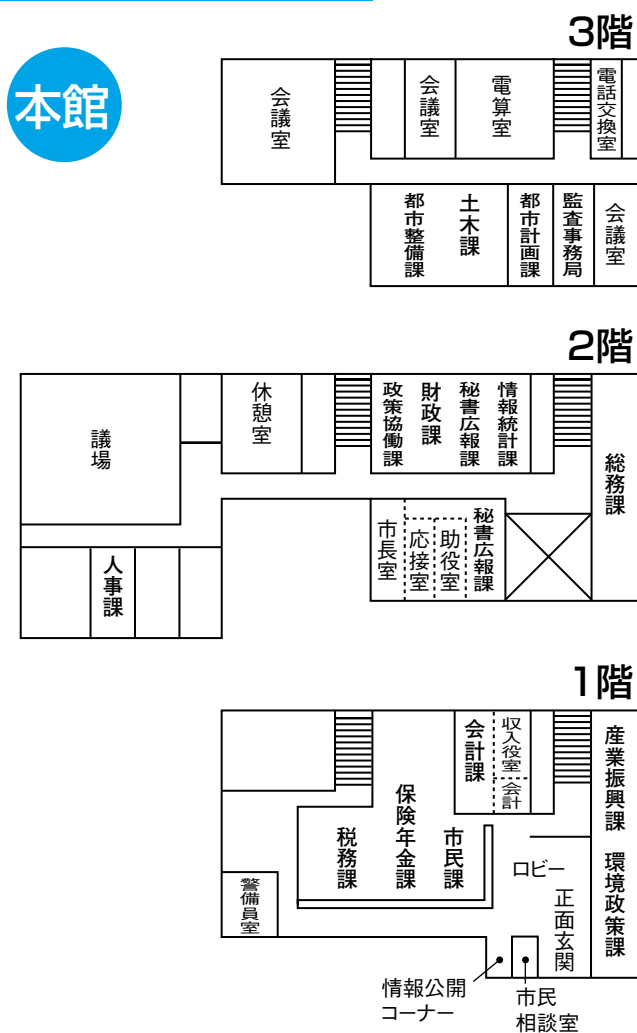 本館
3階
会議室
会議室
電算室
電話交換室
都市整備課
土木課
都市計画課
監査事務局
会議室
2階
議場
休憩室
政策協働課
財政課
秘書広報課
情報統計課
総務課
人事課
市長室
応接室
助役室
秘書広報課
1階
会計課
収入役室
会計
産業振興課
環境政策課
税務課
保険年金課
市民課
ロビー
正面玄関
警備員室
情報公開
コーナー
市民
相談室